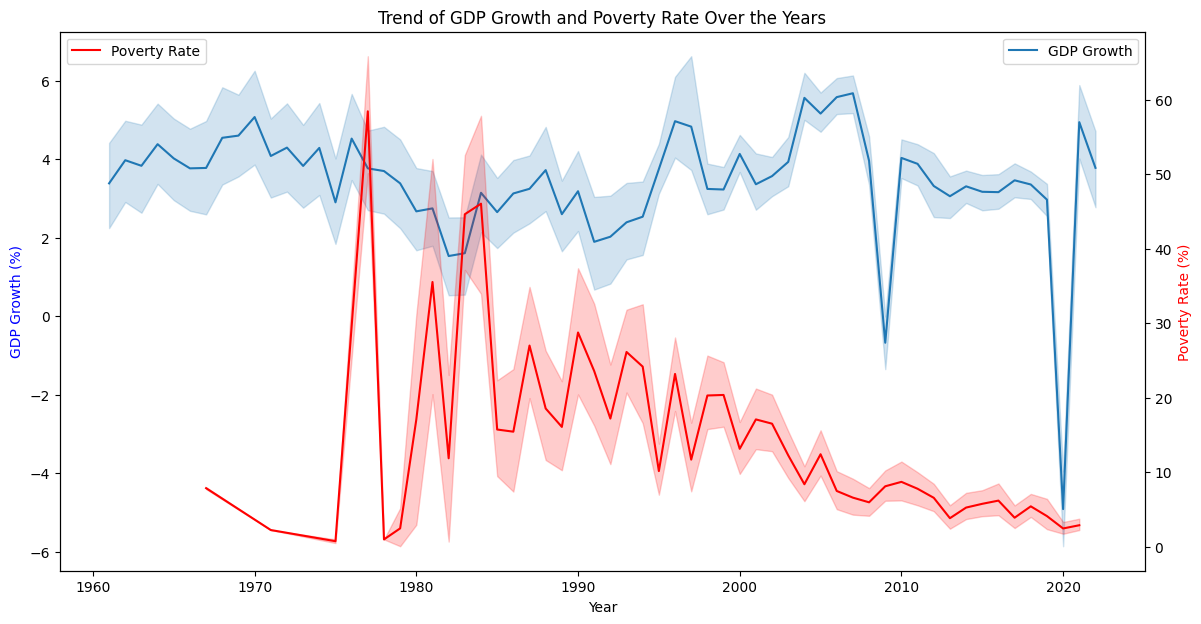 Trend of GDP Growth and Poverty Rate Over the Years
Poverty Rate
GDP Growth
GDP Growth (%)
6
4
2
0
−2
−4
−6
Poverty Rate (%)
60
50
40
30
20
10
0
1960 1970 1980 1990 2000 2010 2020
Year